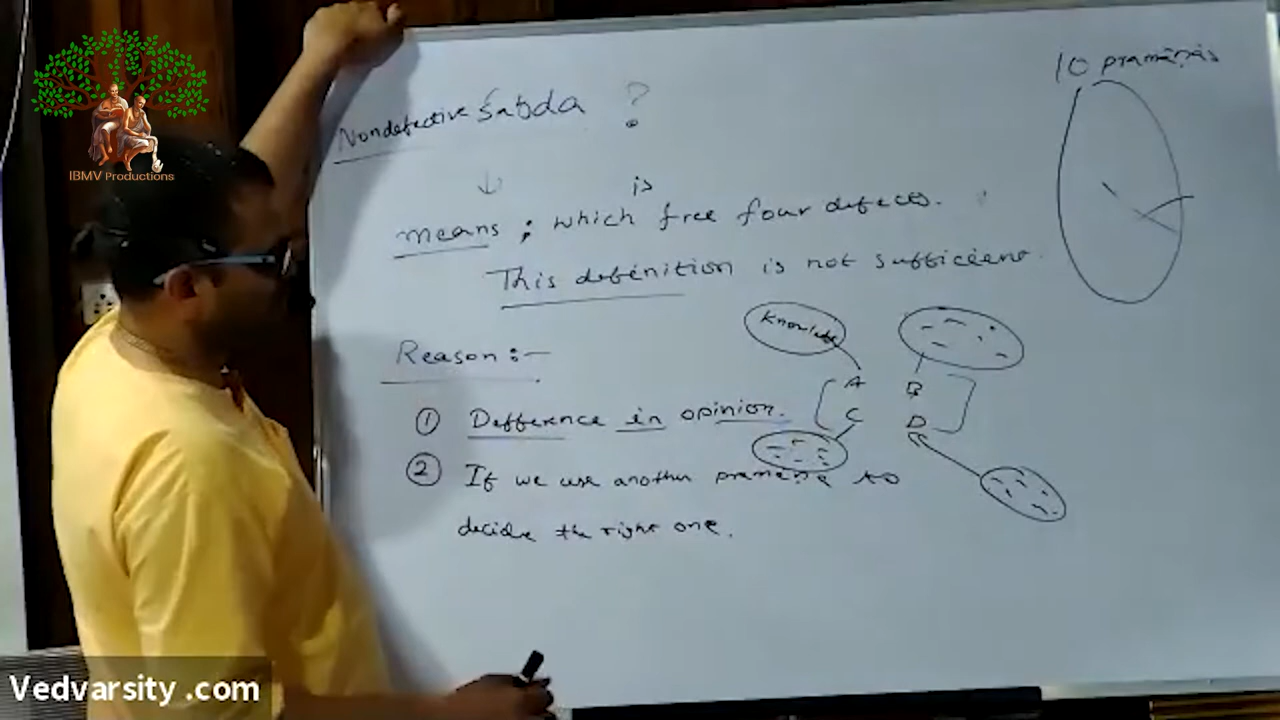 IBMV Productions
10 pramāṇas
Nondefective śabda ?
is
means ; which free four defects.
This definition is not sufficient.
Knowledge
Reason :-
A B
① Defference in opinion.
C D
② If we use another pramāṇa to
decide the right one.
Vedvarsity .com